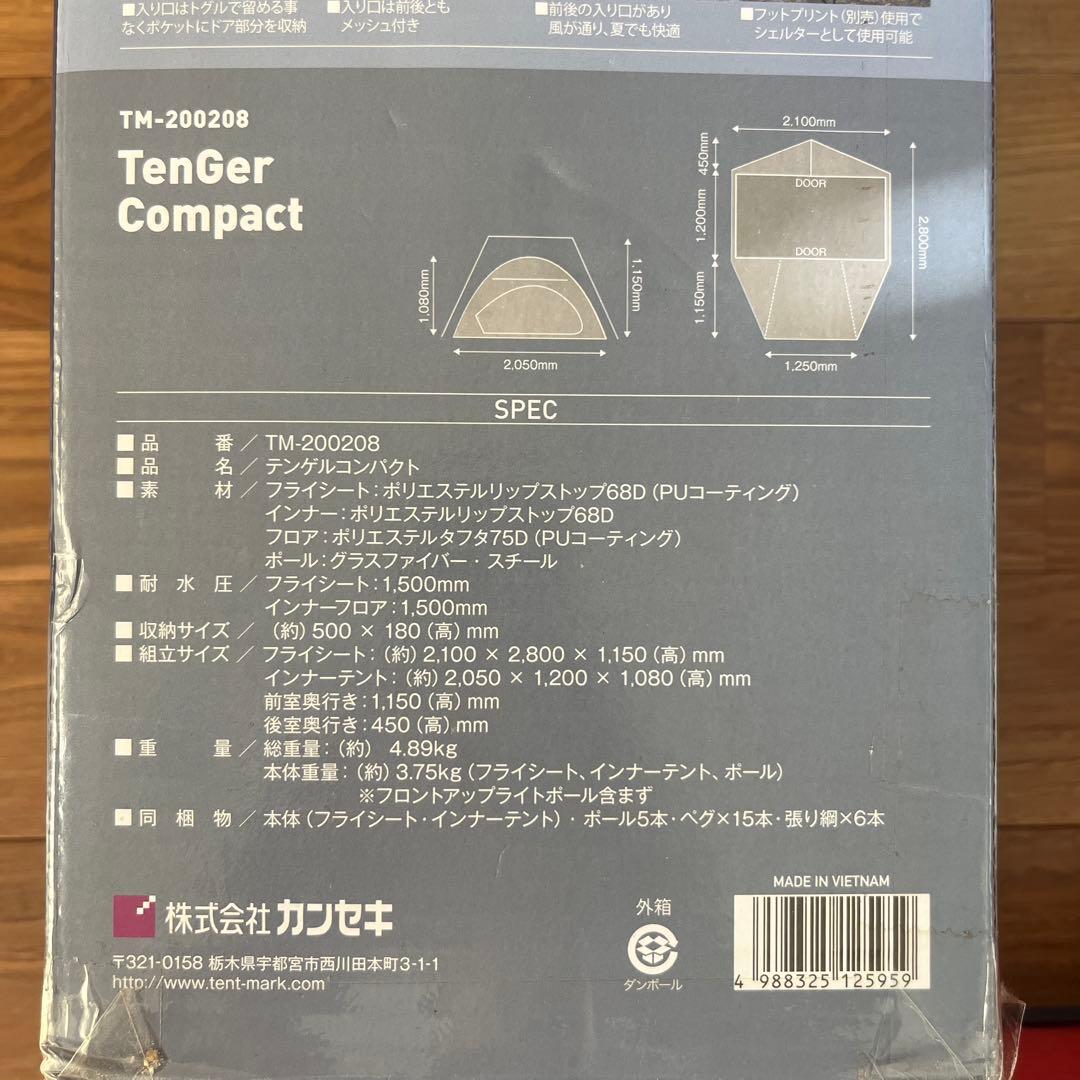 ■入り口はトグルで留める事
なくポケットにドア部分を収納
■入り口は前後とも
メッシュ付き
■前後の入り口があり
風が通り、夏でも快適
■フットプリント(別売)使用で
シェルターとして使用可能
TM-200208
TenGer
Compact
1,080mm
1,150mm
2,050mm
2,100mm
450mm
1,200mm
1,150mm
DOOR
DOOR
2,800mm
1,250mm
SPEC
■品 番／TM-200208
■品 名／テンゲルコンパクト
■素 材／フライシート:ポリエステルリップストップ68D(PUコーティング)
インナー:ポリエステルリップストップ68D
フロア:ポリエステルタフタ75D(PUコーティング)
ポール:グラスファイバー・スチール
■耐 水 圧／フライシート:1,500mm
インナーフロア:1,500mm
■収納サイズ／(約)500 × 180(高)mm
■組立サイズ／フライシート:(約)2,100 × 2,800 × 1,150(高)mm
インナーテント:(約)2,050 × 1,200 × 1,080(高)mm
前室奥行き:1,150(高)mm
後室奥行き:450(高)mm
■重 量／総重量:(約) 4.89kg
本体重量:(約)3.75kg(フライシート、インナーテント、ポール)
※フロントアップライトポール含まず
■同 梱 物／本体(フライシート・インナーテント)・ポール5本・ペグ×15本・張り綱×6本
株式会社 カンセキ
〒321-0158 栃木県宇都宮市西川田本町3-1-1
http://www.tent-mark.com
外箱
ダンボール
MADE IN VIETNAM
4 988325 125959